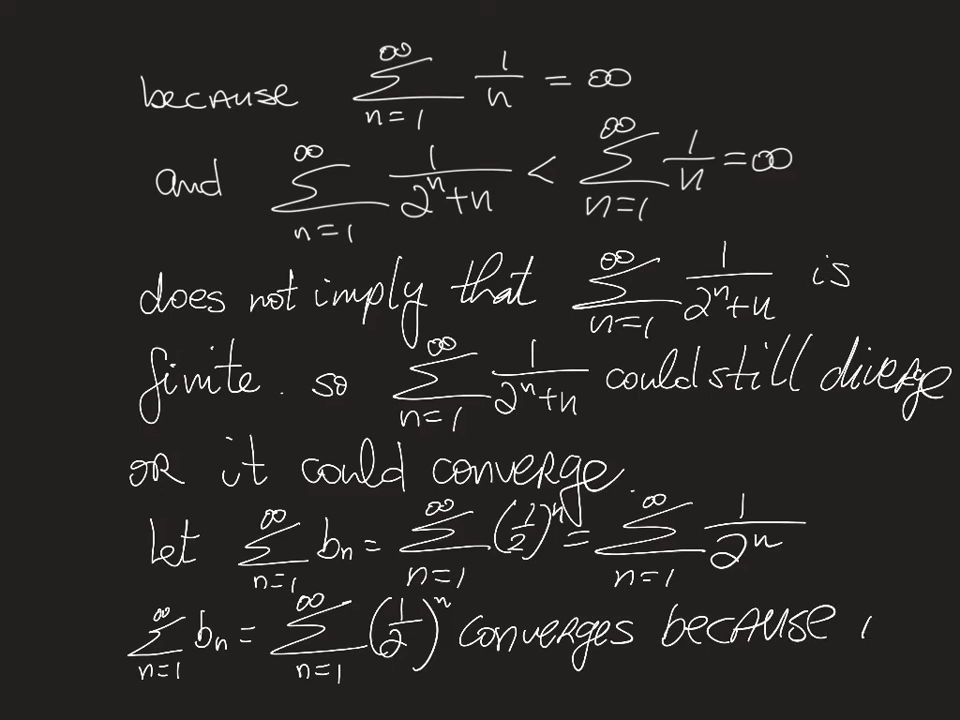 because ∑_{n=1}^{∞} 1/n = ∞
and ∑_{n=1}^{∞} 1/(2^n+n) < ∑_{n=1}^{∞} 1/n = ∞
does not imply that ∑_{n=1}^{∞} 1/(2^n+n) is
finite. so ∑_{n=1}^{∞} 1/(2^n+n) could still diverge
or it could converge.
let ∑_{n=1}^{∞} b_n = ∑_{n=1}^{∞} (1/2)^n = ∑_{n=1}^{∞} 1/2^n
∑_{n=1}^{∞} b_n = ∑_{n=1}^{∞} (1/2)^n converges because